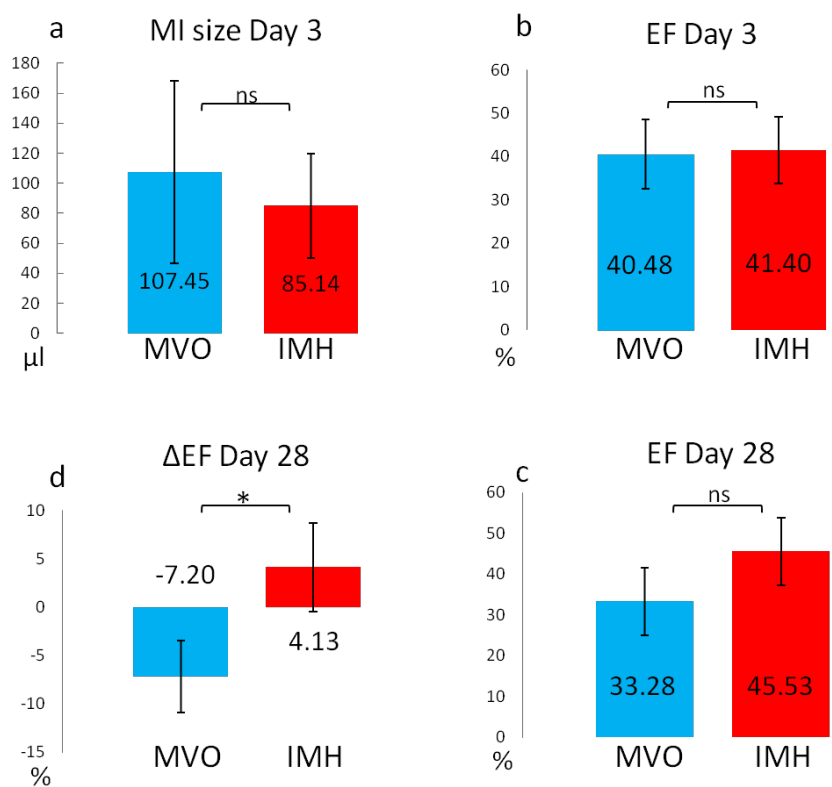 a
MI size Day 3
180
160
140
120
100
80
60
40
20
0
µl
ns
107.45
85.14
MVO
IMH
b
EF Day 3
60
50
40
30
20
10
0
%
ns
40.48
41.40
MVO
IMH
d
ΔEF Day 28
10
5
0
-5
-10
-15
%
*
-7.20
4.13
MVO
IMH
c
EF Day 28
60
50
40
30
20
10
0
%
ns
33.28
45.53
MVO
IMH